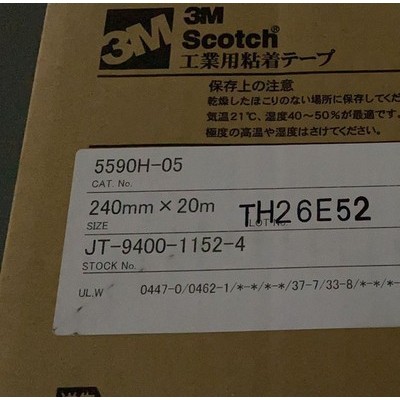 3M
3M
Scotch®
工業用粘着テープ
保存上の注意
乾燥したほこりのない場所に保存してくだ
気温21℃、湿度40〜50%が最適です。
極度の高温や湿度はさけてください。
5590H-05
CAT. No.
240mm×20m
TH26E52
SIZE
LOT No.
JT-9400-1152-4
STOCK No.
UL.W 0447-0/0462-1/*-*/*-*/37-7/33-8/*-*/*-